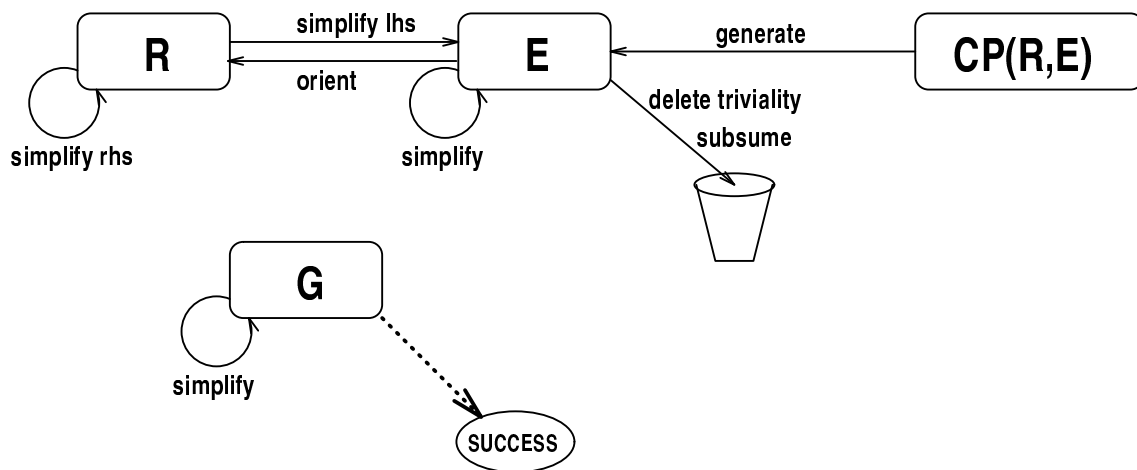 simplify lhs
R
E
generate
CP(R,E)
orient
delete triviality
subsume
simplify rhs
simplify
G
simplify
SUCCESS